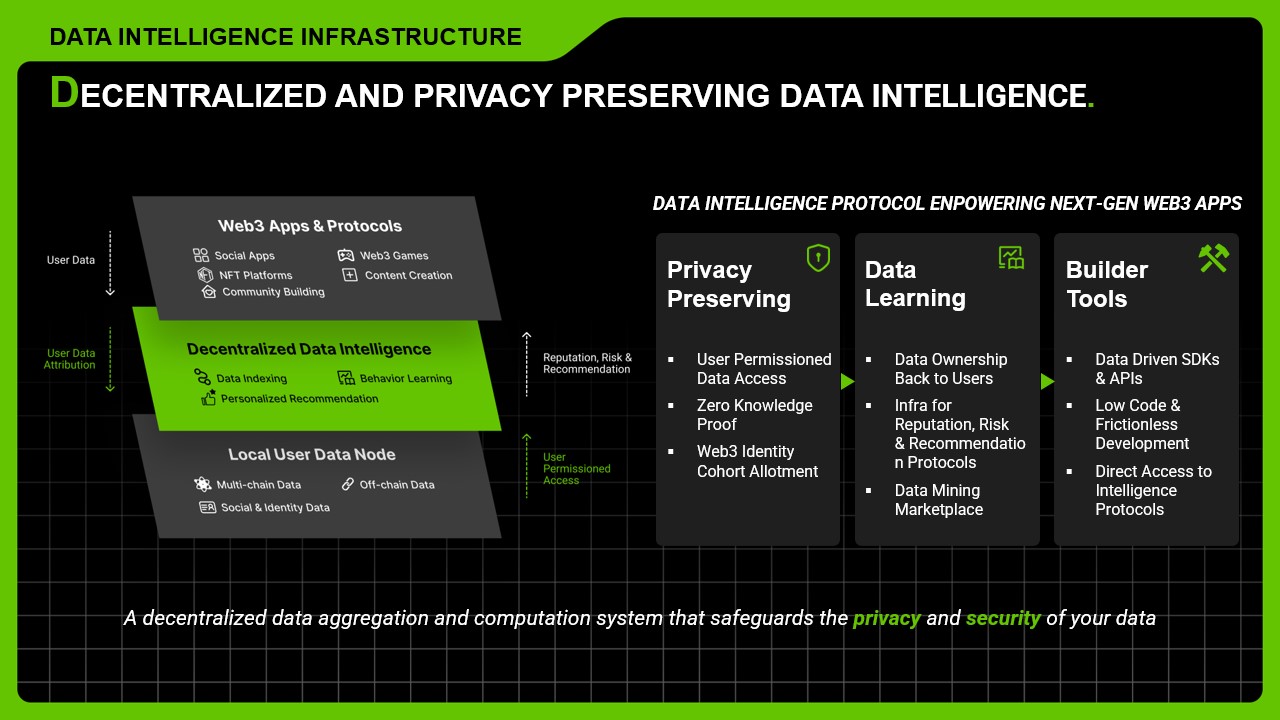 DATA INTELLIGENCE INFRASTRUCTURE
DECENTRALIZED AND PRIVACY PRESERVING DATA INTELLIGENCE.
User Data
User Data
Attribution
Web3 Apps & Protocols
Social Apps
Web3 Games
NFT Platforms
Content Creation
Community Building
Decentralized Data Intelligence
Data Indexing
Behavior Learning
Personalized Recommendation
Local User Data Node
Multi-chain Data
Off-chain Data
Social & Identity Data
Reputation, Risk &
Recommendation
User
Permissioned
Access
DATA INTELLIGENCE PROTOCOL ENPOWERING NEXT-GEN WEB3 APPS
Privacy
Preserving
▪ User Permissioned
Data Access
▪ Zero Knowledge
Proof
▪ Web3 Identity
Cohort Allotment
Data
Learning
▪ Data Ownership
Back to Users
▪ Infra for
Reputation, Risk
& Recommendatio
n Protocols
▪ Data Mining
Marketplace
Builder
Tools
▪ Data Driven SDKs
& APIs
▪ Low Code &
Frictionless
Development
▪ Direct Access to
Intelligence
Protocols
A decentralized data aggregation and computation system that safeguards the privacy and security of your data